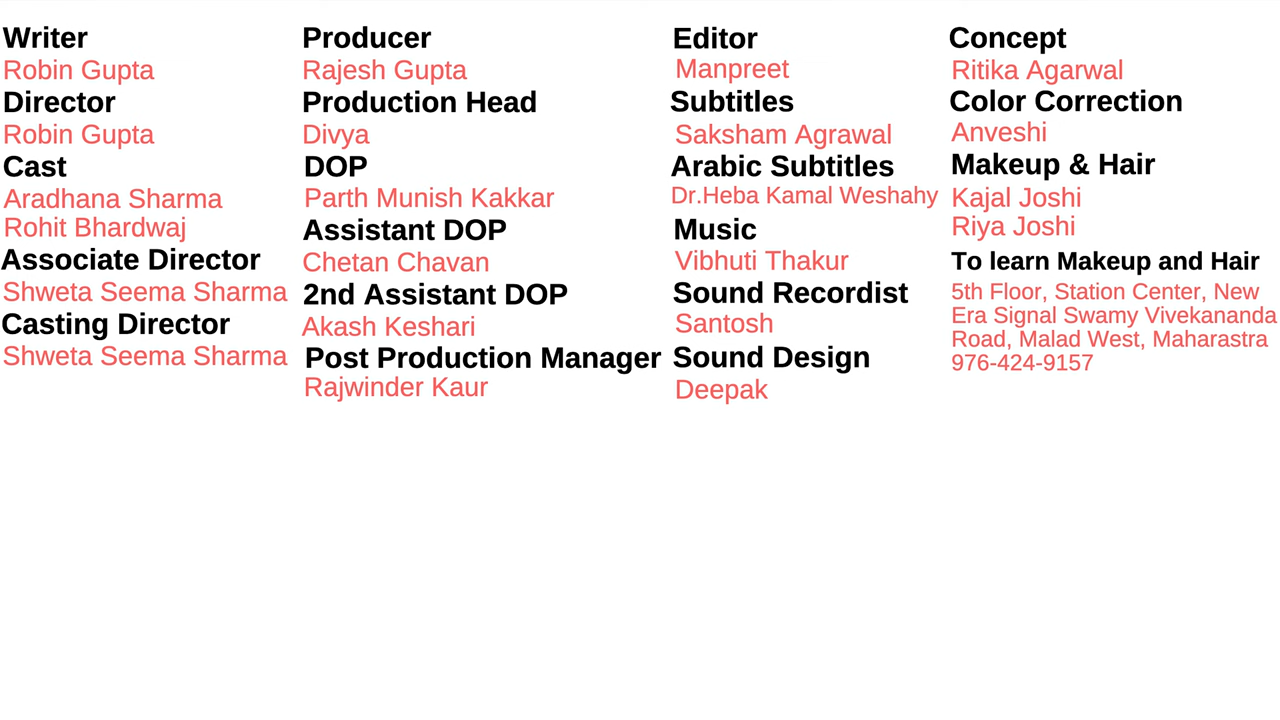 Writer
Robin Gupta
Director
Robin Gupta
Cast
Aradhana Sharma
Rohit Bhardwaj
Associate Director
Shweta Seema Sharma
Casting Director
Shweta Seema Sharma
Producer
Rajesh Gupta
Production Head
Divya
DOP
Parth Munish Kakkar
Assistant DOP
Chetan Chavan
2nd Assistant DOP
Akash Keshari
Post Production Manager
Rajwinder Kaur
Editor
Manpreet
Subtitles
Saksham Agrawal
Arabic Subtitles
Dr.Heba Kamal Weshahy
Music
Vibhuti Thakur
Sound Recordist
Santosh
Sound Design
Deepak
Concept
Ritika Agarwal
Color Correction
Anveshi
Makeup & Hair
Kajal Joshi
Riya Joshi
To learn Makeup and Hair
5th Floor, Station Center, New
Era Signal Swamy Vivekananda
Road, Malad West, Maharastra
976-424-9157